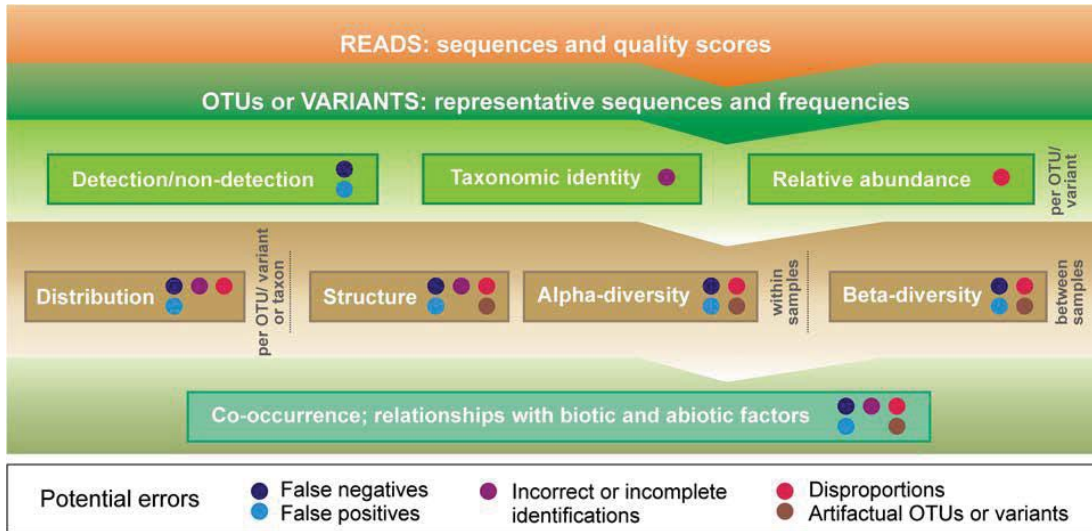 READS: sequences and quality scores
OTUs or VARIANTS: representative sequences and frequencies
Detection/non-detection
Taxonomic identity
Relative abundance
per OTU/
variant
Distribution
per OTU/ variant
or taxon
Structure
Alpha-diversity
within
samples
Beta-diversity
between
samples
Co-occurrence; relationships with biotic and abiotic factors
Potential errors
False negatives
False positives
Incorrect or incomplete
identifications
Disproportions
Artifactual OTUs or variants